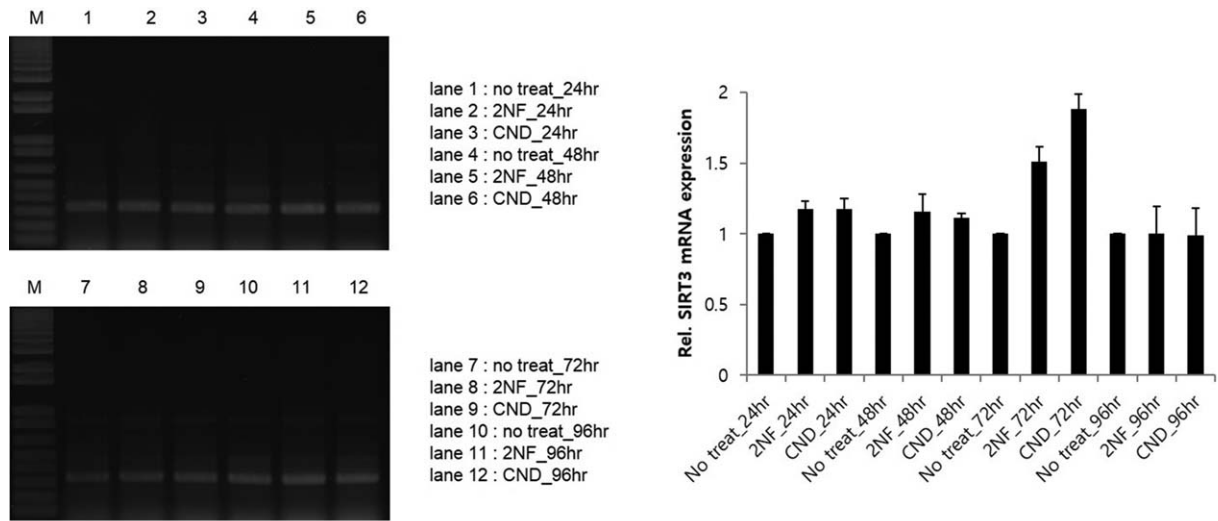 M 1 2 3 4 5 6
lane 1 : no treat_24hr
lane 2 : 2NF_24hr
lane 3 : CND_24hr
lane 4 : no treat_48hr
lane 5 : 2NF_48hr
lane 6 : CND_48hr
M 7 8 9 10 11 12
lane 7 : no treat_72hr
lane 8 : 2NF_72hr
lane 9 : CND_72hr
lane 10 : no treat_96hr
lane 11 : 2NF_96hr
lane 12 : CND_96hr
Rel. SIRT3 mRNA expression
2
1.5
1
0.5
0
No treat_24hr
2NF_24hr
CND_24hr
No treat_48hr
2NF_48hr
CND_48hr
No treat_72hr
2NF_72hr
CND_72hr
No treat_96hr
2NF_96hr
CND_96hr